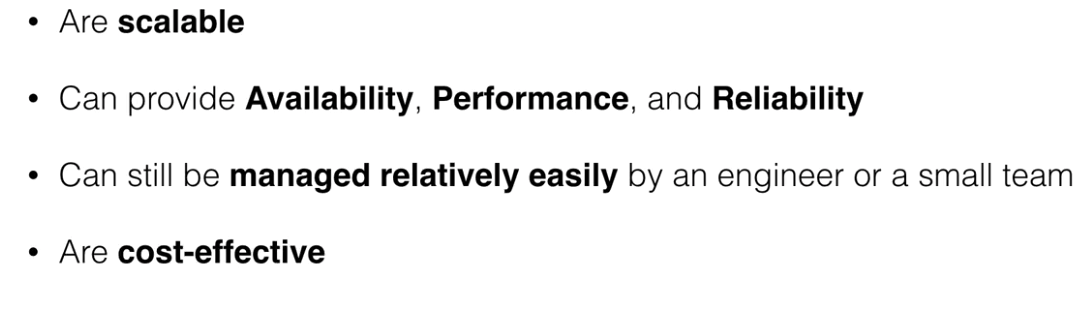 • Are scalable
• Can provide Availability, Performance, and Reliability
• Can still be managed relatively easily by an engineer or a small team
• Are cost-effective